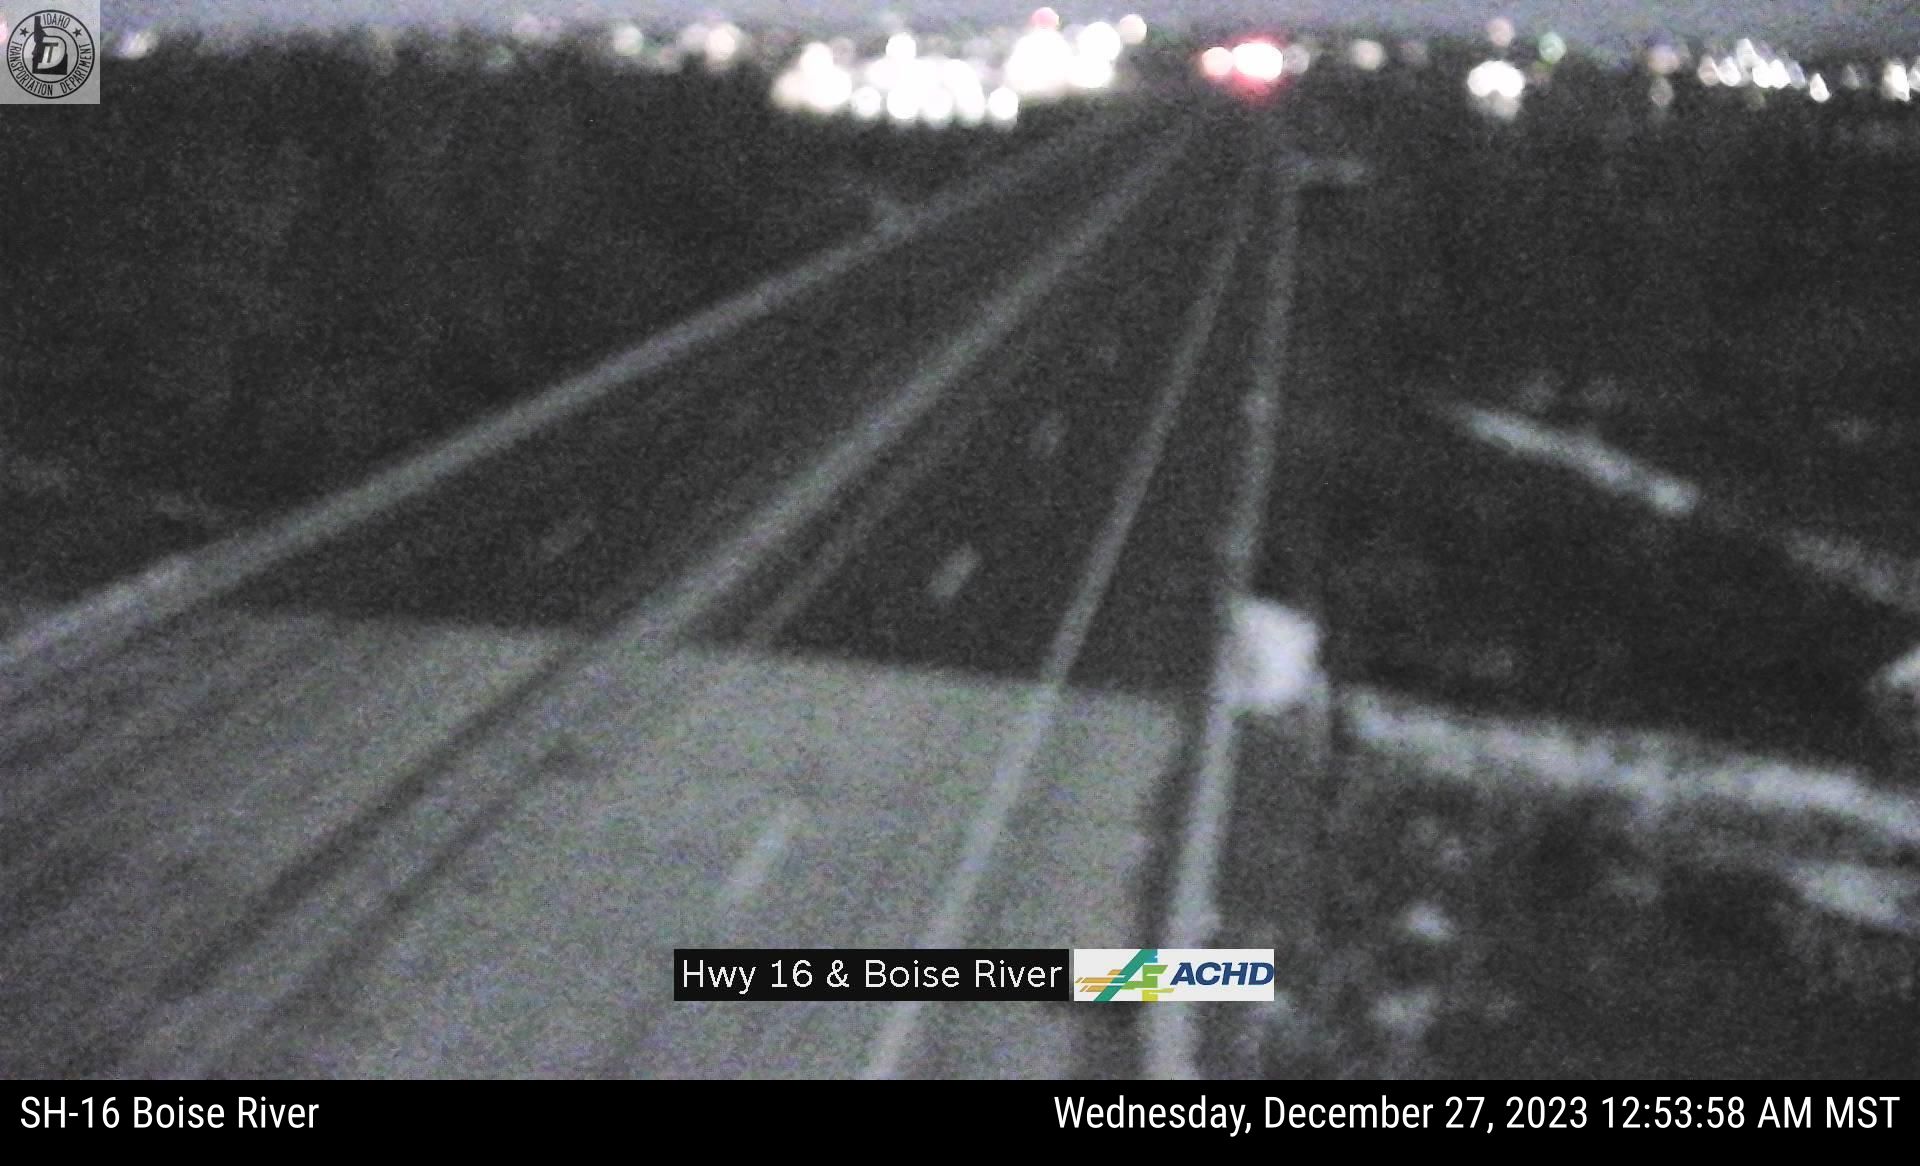 IDAHO
TRANSPORTATION DEPARTMENT
Hwy 16 & Boise River
ACHD
SH-16 Boise River
Wednesday, December 27, 2023 12:53:58 AM MST